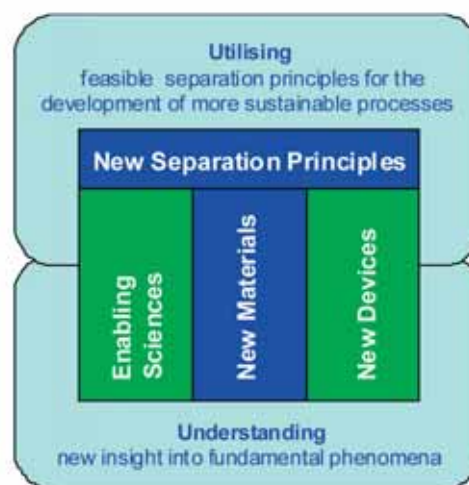 Utilising
feasible separation principles for the
development of more sustainable processes
New Separation Principles
Enabling
Sciences
New Materials
New Devices
Understanding
new insight into fundamental phenomena